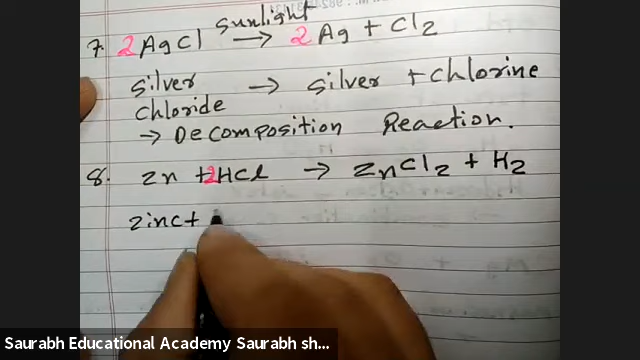 sunlight
7. 2AgCl → 2Ag + Cl2
silver → silver + chlorine
chloride
→ Decomposition Reaction.
8. Zn + 2HCl → ZnCl2 + H2
zinc +
Saurabh Educational Academy Saurabh sh...